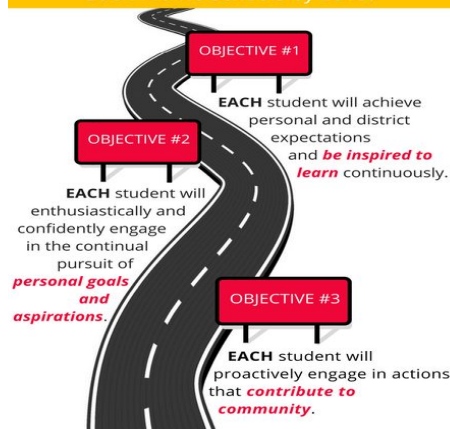 OBJECTIVE #1
EACH student will achieve
personal and district
expectations
and be inspired to
learn continuously.
OBJECTIVE #2
EACH student will
enthusiastically and
confidently engage
in the continual
pursuit of
personal goals
and
aspirations.
OBJECTIVE #3
EACH student will
proactively engage in actions
that contribute to
community.